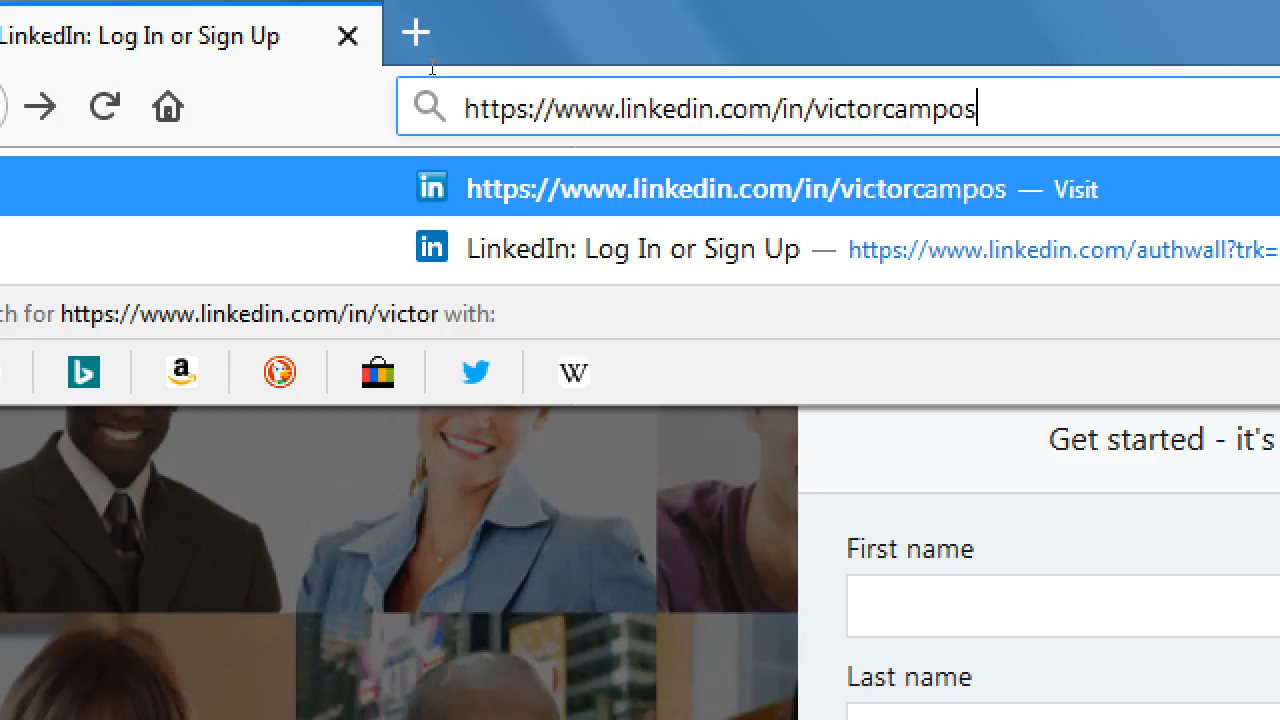 LinkedIn: Log In or Sign Up
https://www.linkedin.com/in/victorcampos
https://www.linkedin.com/in/victorcampos — Visit
LinkedIn: Log In or Sign Up — https://www.linkedin.com/authwall?trk=
th for https://www.linkedin.com/in/victor with:
Get started - it's
First name
Last name